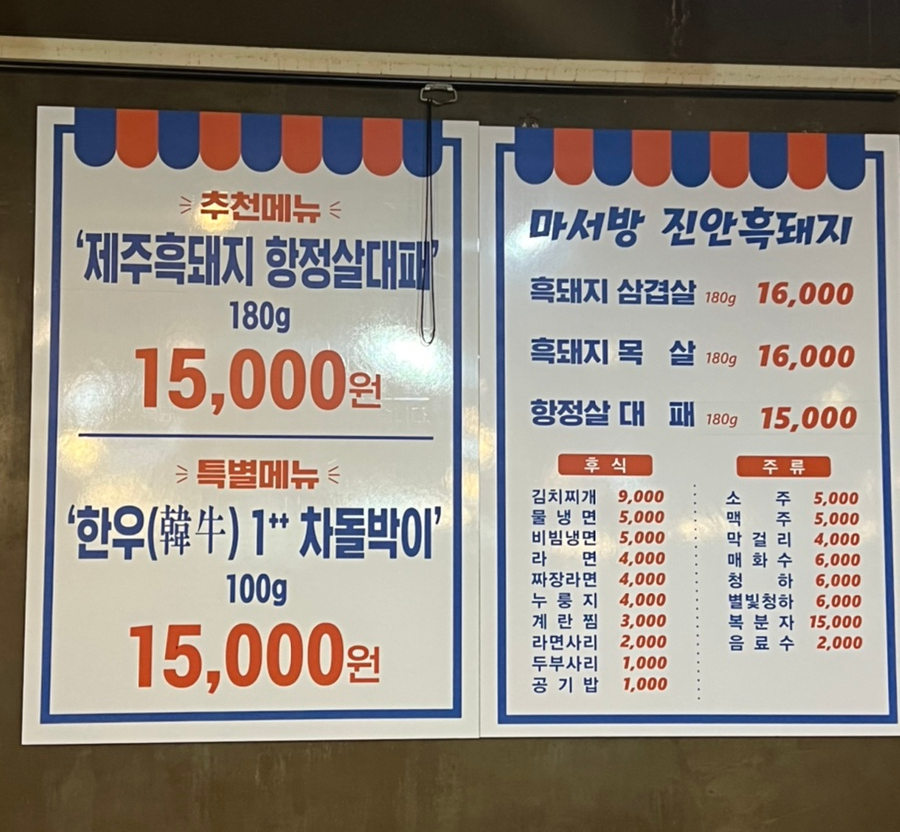 추천메뉴
‘제주흑돼지 항정살대패’
180g
15,000원
특별메뉴
‘한우(韓牛) 1⁺⁺ 차돌박이’
100g
15,000원
마서방 진안흑돼지
흑돼지 삼겹살 180g 16,000
흑돼지 목 살 180g 16,000
항정살 대 패 180g 15,000
후 식
김치찌개 9,000
물 냉 면 5,000
비빔냉면 5,000
라 면 4,000
짜장라면 4,000
누 룽 지 4,000
계 란 찜 3,000
라면사리 2,000
두부사리 1,000
공 기 밥 1,000
주 류
소 주 5,000
맥 주 5,000
막 걸 리 4,000
매 화 수 6,000
청 하 6,000
별빛청하 6,000
복 분 자 15,000
음 료 수 2,000